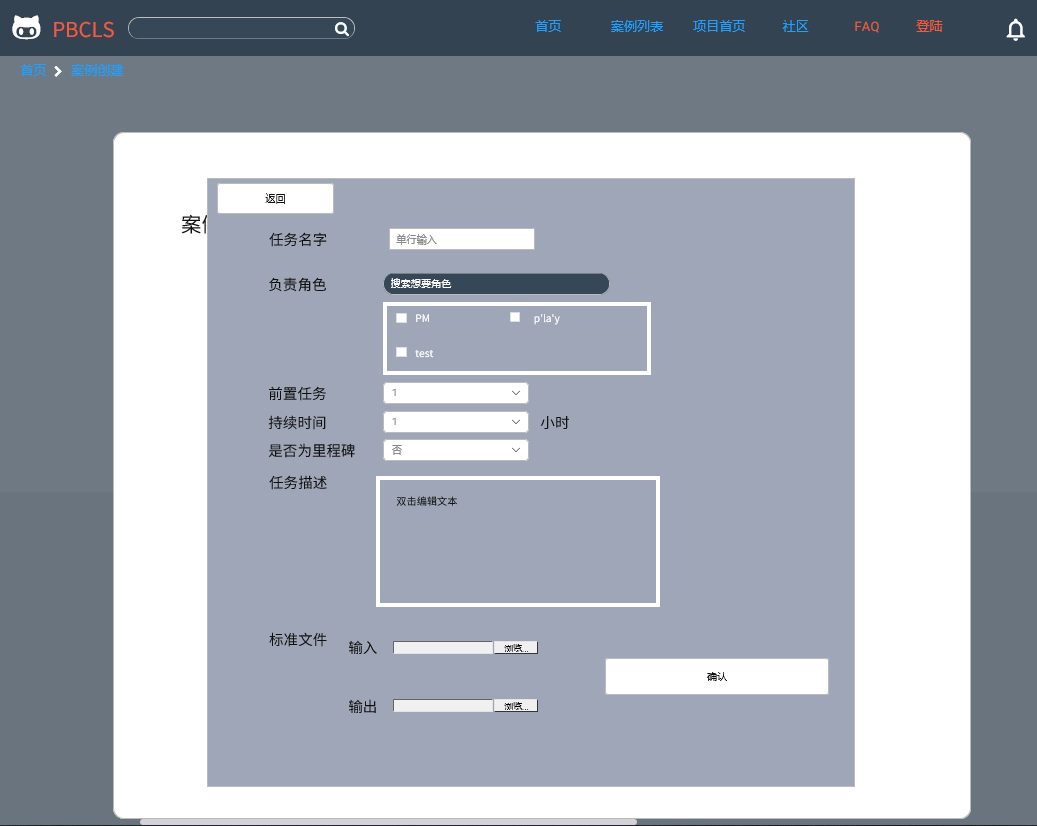 PBCLS
首页 案例列表 项目首页 社区 FAQ 登陆
首页 案例创建
返回
案
任务名字 单行输入
负责角色 搜索想要角色
PM p'la'y
test
前置任务 1
持续时间 1 小时
是否为里程碑 否
任务描述
双击编辑文本
标准文件 输入 浏览...
确认
输出 浏览...